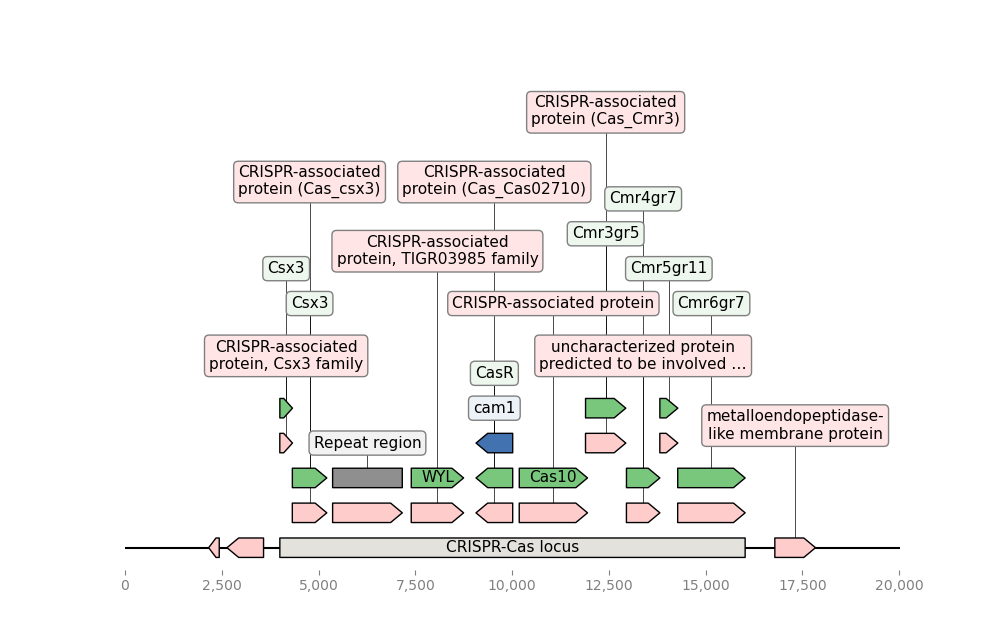 CRISPR-associated
protein (Cas_Cmr3)
CRISPR-associated
protein (Cas_csx3)
CRISPR-associated
protein (Cas_Cas02710)
Cmr4gr7
Cmr3gr5
CRISPR-associated
protein, TIGR03985 family
Csx3
Cmr5gr11
Csx3
CRISPR-associated protein
Cmr6gr7
CRISPR-associated
protein, Csx3 family
uncharacterized protein
predicted to be involved ...
CasR
cam1
metalloendopeptidase-
like membrane protein
Repeat region
WYL
Cas10
CRISPR-Cas locus
0
2,500
5,000
7,500
10,000
12,500
15,000
17,500
20,000